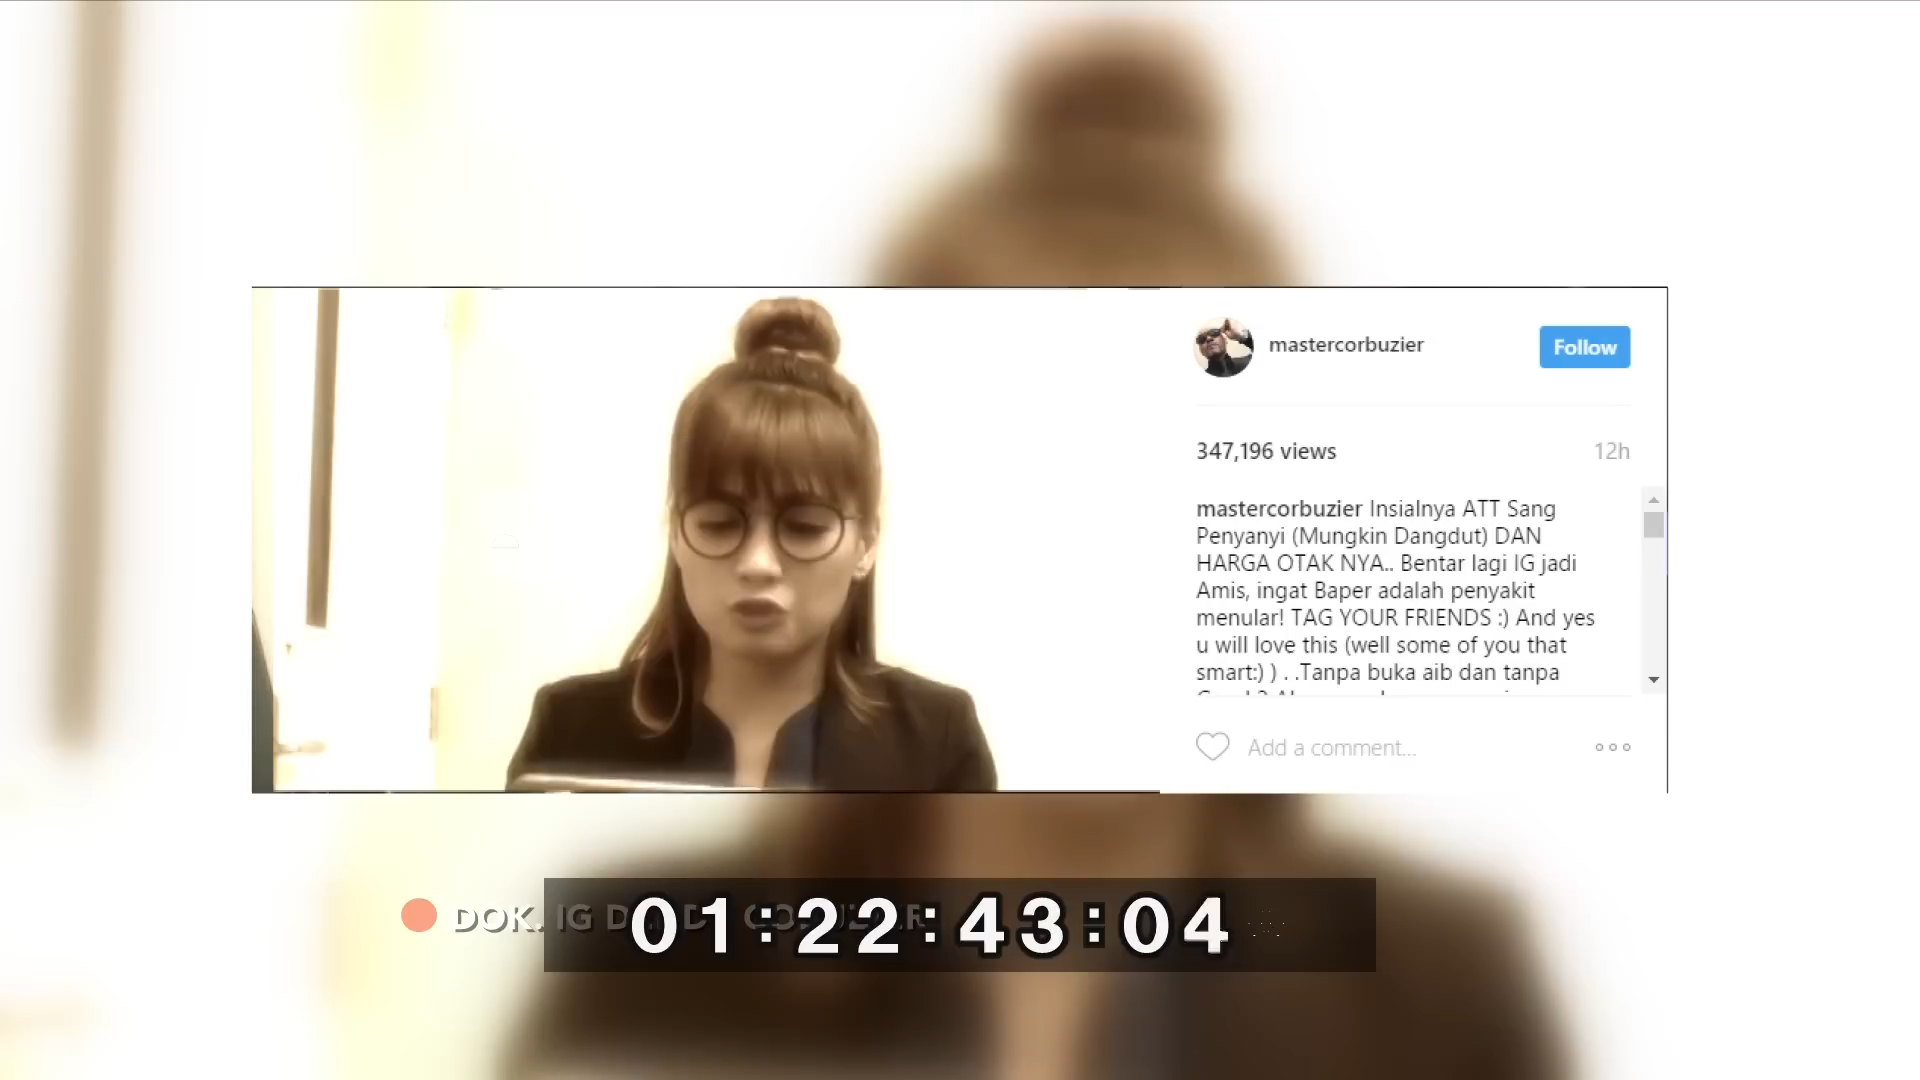 mastercorbuzier
Follow
347,196 views
12h
mastercorbuzier Insialnya ATT Sang
Penyanyi (Mungkin Dangdut) DAN
HARGA OTAK NYA.. Bentar lagi IG jadi
Amis, ingat Baper adalah penyakit
menular! TAG YOUR FRIENDS :) And yes
u will love this (well some of you that
smart:) ) . .Tanpa buka aib dan tanpa
Add a comment...
DOK. IG
01:22:43:04